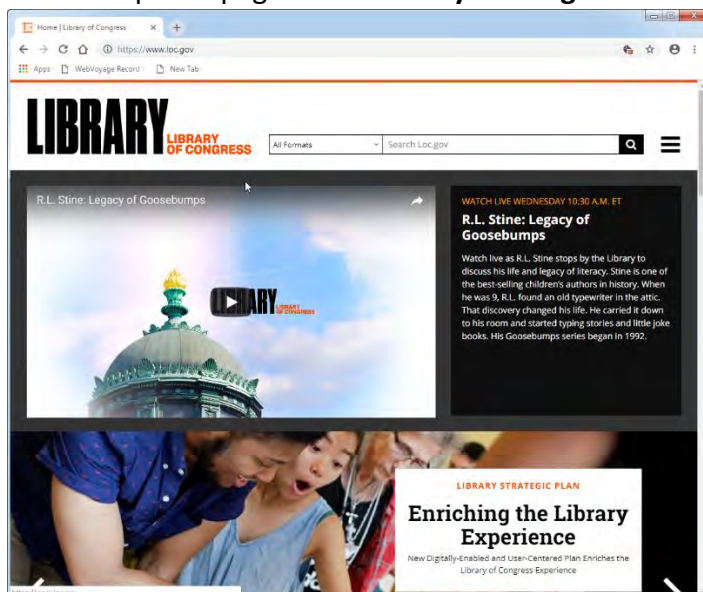 Home | Library of Congress
https://www.loc.gov
Apps WebVoyage Record New Tab
LIBRARY
LIBRARY
OF CONGRESS
All Formats
Search Loc.gov
R.L. Stine: Legacy of Goosebumps
LIBRARY
LIBRARY
OF CONGRESS
WATCH LIVE WEDNESDAY 10:30 A.M. ET
R.L. Stine: Legacy of
Goosebumps
Watch live as R.L. Stine stops by the Library to
discuss his life and legacy of literacy. Stine is one of
the best-selling children's authors in history. When
he was 9, R.L. found an old typewriter in the attic.
That discovery changed his life. He carried it down
to his room and started typing stories and little joke
books. His Goosebumps series began in 1992.
LIBRARY STRATEGIC PLAN
Enriching the Library
Experience
New Digitally-Enabled and User-Centered Plan Enriches the
Library of Congress Experience